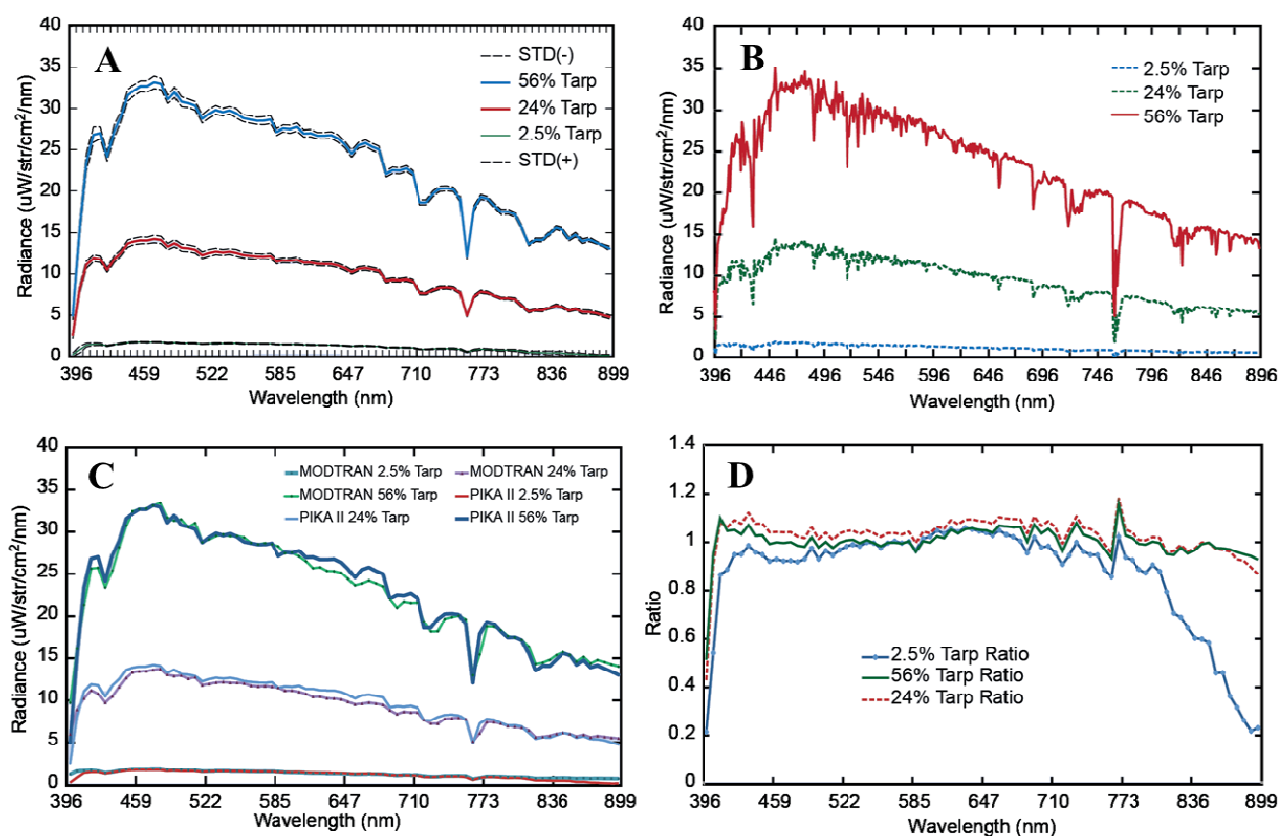 A
40
35
30
25
20
15
10
5
0
Radiance (uW/str/cm²/nm)
STD(-)
56% Tarp
24% Tarp
2.5% Tarp
STD(+)
396 459 522 585 647 710 773 836 899
Wavelength (nm)
B
40
35
30
25
20
15
10
5
0
Radiance (uW/str/cm²/nm)
2.5% Tarp
24% Tarp
56% Tarp
396 446 496 546 596 646 696 746 796 846 896
Wavelength (nm)
C
40
35
30
25
20
15
10
5
0
Radiance (uW/str/cm²/nm)
MODTRAN 2.5% Tarp MODTRAN 24% Tarp
MODTRAN 56% Tarp PIKA II 2.5% Tarp
PIKA II 24% Tarp PIKA II 56% Tarp
396 459 522 585 647 710 773 836 899
Wavelength (nm)
D
1.4
1.2
1
0.8
0.6
0.4
0.2
0
Ratio
2.5% Tarp Ratio
56% Tarp Ratio
24% Tarp Ratio
396 459 522 585 647 710 773 836 899
Wavelength (nm)